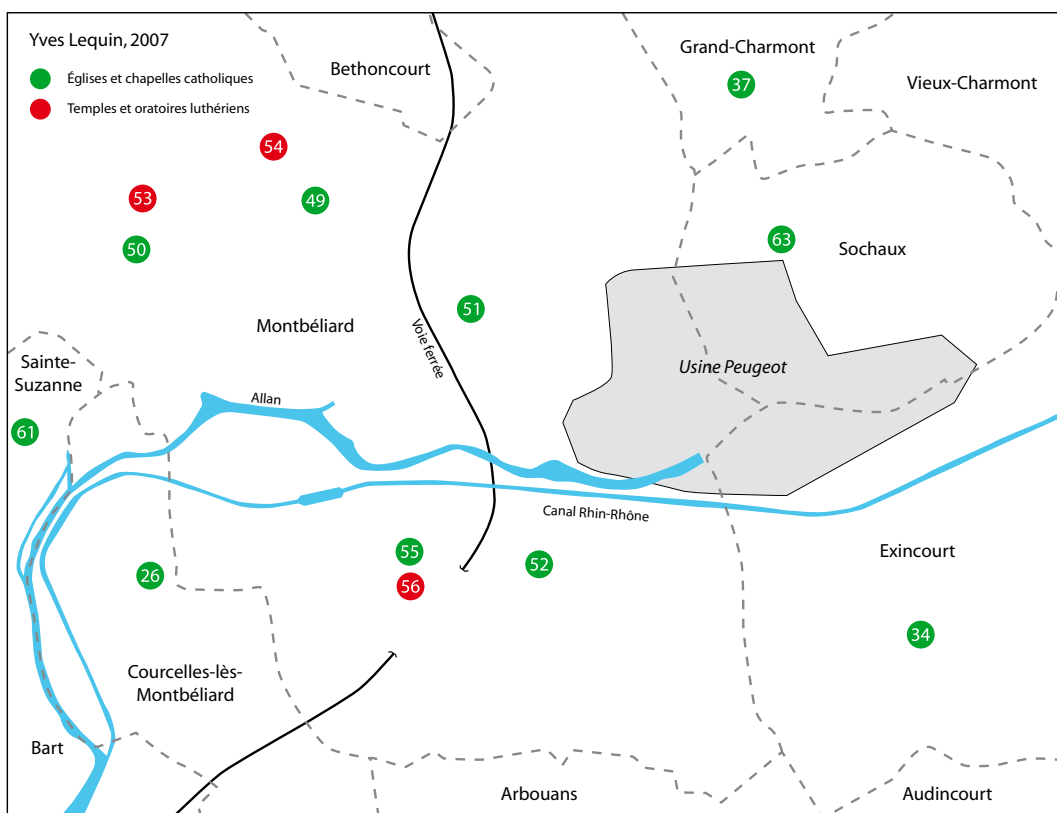 Yves Lequin, 2007
Églises et chapelles catholiques
Temples et oratoires luthériens
Bethoncourt
Grand-Charmont
37
Vieux-Charmont
54
53
49
50
63
Sochaux
51
Montbéliard
Voie ferrée
Sainte-
Suzanne
Usine Peugeot
Allan
61
Canal Rhin-Rhône
55
52
Exincourt
26
56
34
Courcelles-lès-
Montbéliard
Bart
Arbouans
Audincourt